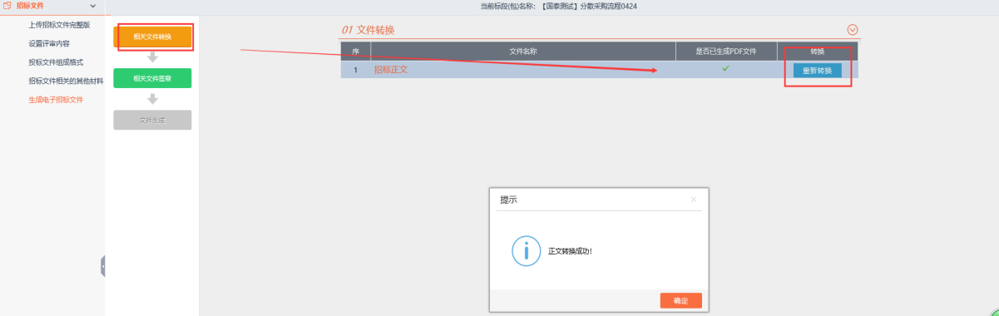 招标文件
当前标段(包)名称：【国泰测试】分散采购流程0424
上传招标文件完整版
设置评审内容
投标文件组成格式
招标文件相关的其他材料
生成电子招标文件
相关文件转换
相关文件签章
文件生成
01 文件转换
序 文件名称 是否已生成PDF文件 转换
1 招标正文 重新转换
提示
正文转换成功!
确定